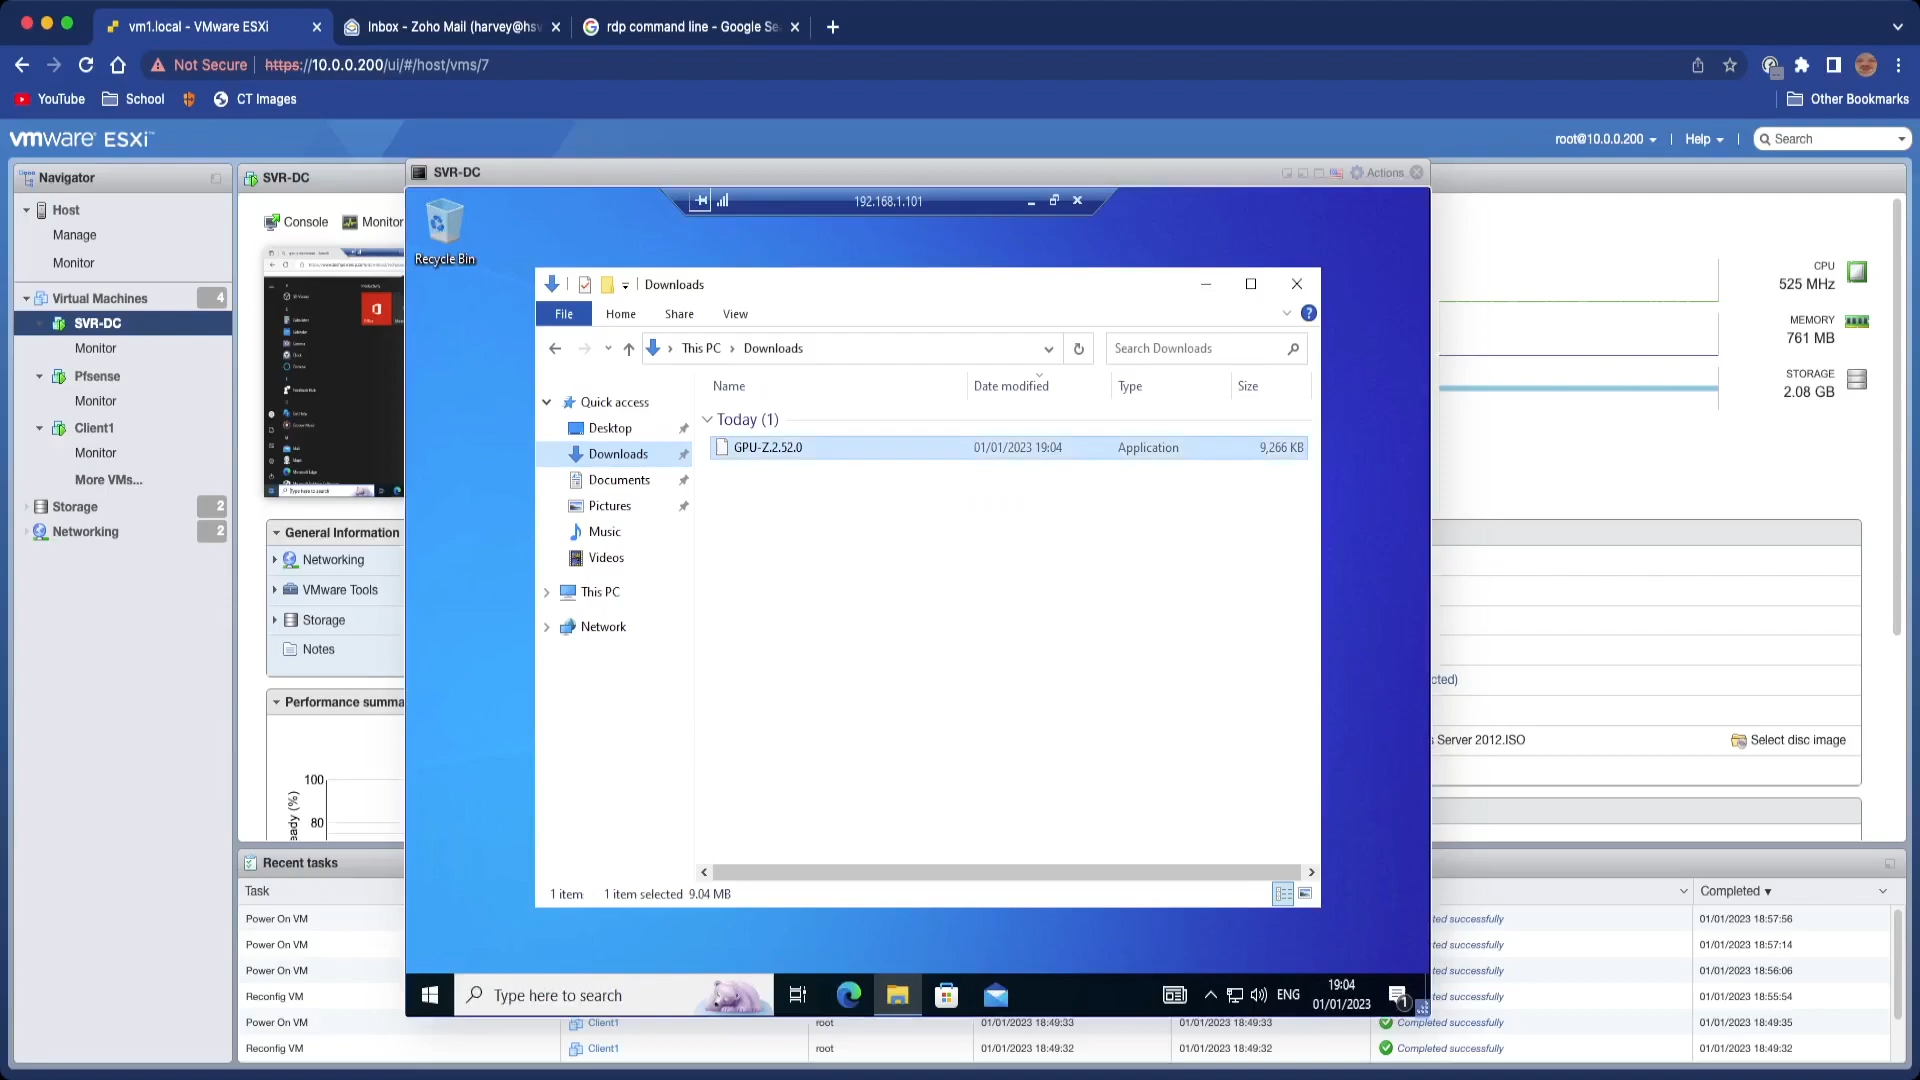 vm1.local - VMware ESXi
Inbox - Zoho Mail (harvey@hsv
rdp command line - Google Se
Not Secure
https://10.0.0.200/ui/#/host/vms/7
YouTube
School
CT Images
Other Bookmarks
vmware ESXi
root@10.0.0.200
Help
Search
Navigator
SVR-DC
SVR-DC
Actions
Host
Manage
Monitor
Virtual Machines
4
SVR-DC
Monitor
Pfsense
Monitor
Client1
Monitor
More VMs...
Storage
2
Networking
2
Console
Monitor
General Information
Networking
VMware Tools
Storage
Notes
Performance summa
100
80
eady (%)
192.168.1.101
Recycle Bin
Downloads
File
Home
Share
View
This PC
Downloads
Search Downloads
Name
Date modified
Type
Size
Quick access
Desktop
Downloads
Documents
Pictures
Music
Videos
This PC
Network
Today (1)
GPU-Z.2.52.0
01/01/2023 19:04
Application
9,266 KB
1 item
1 item selected 9.04 MB
Type here to search
ENG
19:04
01/01/2023
1
CPU
525 MHz
MEMORY
761 MB
STORAGE
2.08 GB
cted)
Server 2012.ISO
Select disc image
Recent tasks
Task
Completed
Power On VM
ted successfully
01/01/2023 18:57:56
Power On VM
ted successfully
01/01/2023 18:57:14
Power On VM
ted successfully
01/01/2023 18:56:06
Reconfig VM
ted successfully
01/01/2023 18:55:54
Power On VM
Client1
root
01/01/2023 18:49:33
01/01/2023 18:49:33
Completed successfully
01/01/2023 18:49:35
Reconfig VM
Client1
root
01/01/2023 18:49:32
01/01/2023 18:49:32
Completed successfully
01/01/2023 18:49:32